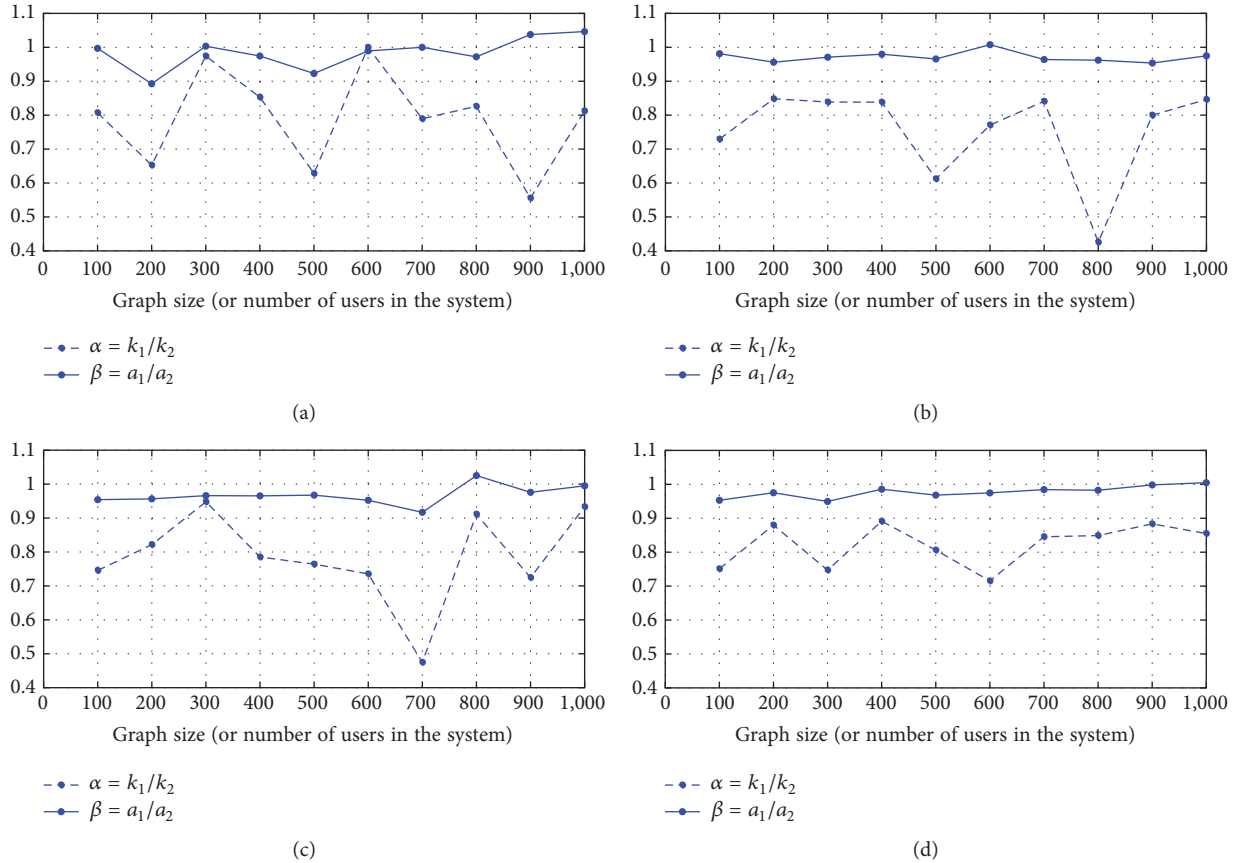 1.1
1
0.9
0.8
0.7
0.6
0.5
0.4
0 100 200 300 400 500 600 700 800 900 1,000
Graph size (or number of users in the system)
α = k₁/k₂
β = a₁/a₂
(a)
1.1
1
0.9
0.8
0.7
0.6
0.5
0.4
0 100 200 300 400 500 600 700 800 900 1,000
Graph size (or number of users in the system)
α = k₁/k₂
β = a₁/a₂
(b)
1.1
1
0.9
0.8
0.7
0.6
0.5
0.4
0 100 200 300 400 500 600 700 800 900 1,000
Graph size (or number of users in the system)
α = k₁/k₂
β = a₁/a₂
(c)
1.1
1
0.9
0.8
0.7
0.6
0.5
0.4
0 100 200 300 400 500 600 700 800 900 1,000
Graph size (or number of users in the system)
α = k₁/k₂
β = a₁/a₂
(d)